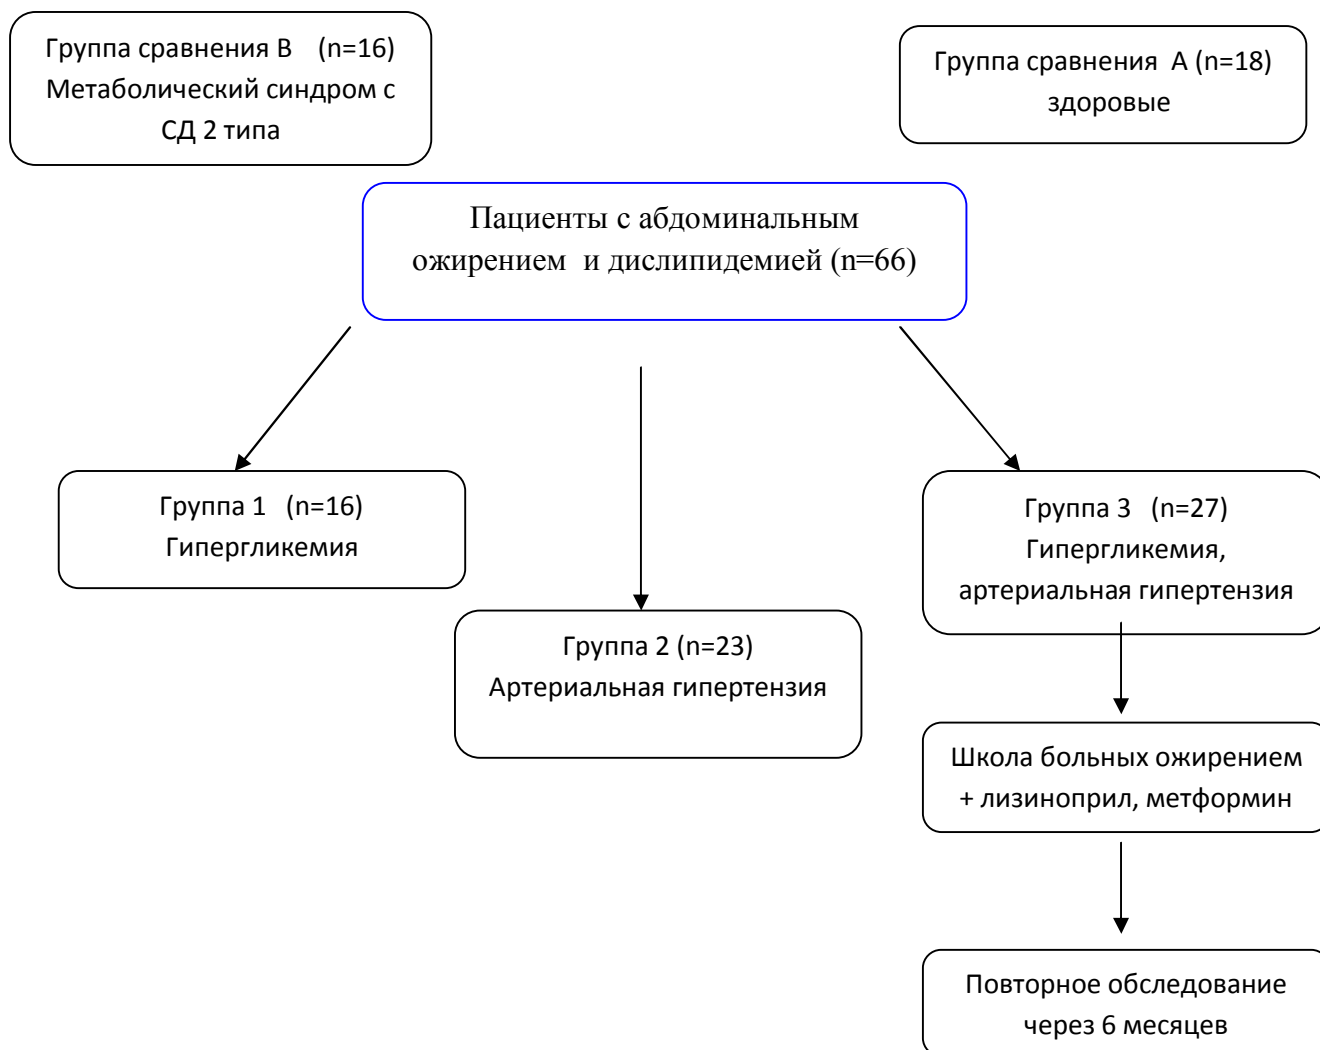 Группа сравнения В (n=16)
Метаболический синдром с
СД 2 типа
Группа сравнения А (n=18)
здоровые
Пациенты с абдоминальным
ожирением и дислипидемией (n=66)
Группа 1 (n=16)
Гипергликемия
Группа 2 (n=23)
Артериальная гипертензия
Группа 3 (n=27)
Гипергликемия,
артериальная гипертензия
Школа больных ожирением
+ лизиноприл, метформин
Повторное обследование
через 6 месяцев